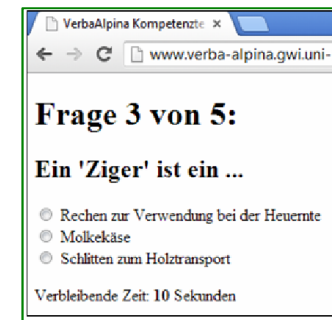 VerbaAlpina Kompetenzte
www.verba-alpina.gwi.uni-
Frage 3 von 5:
Ein 'Ziger' ist ein ...
Rechen zur Verwendung bei der Heuernte
Molkekäse
Schlitten zum Holztransport
Verbleibende Zeit: 10 Sekunden